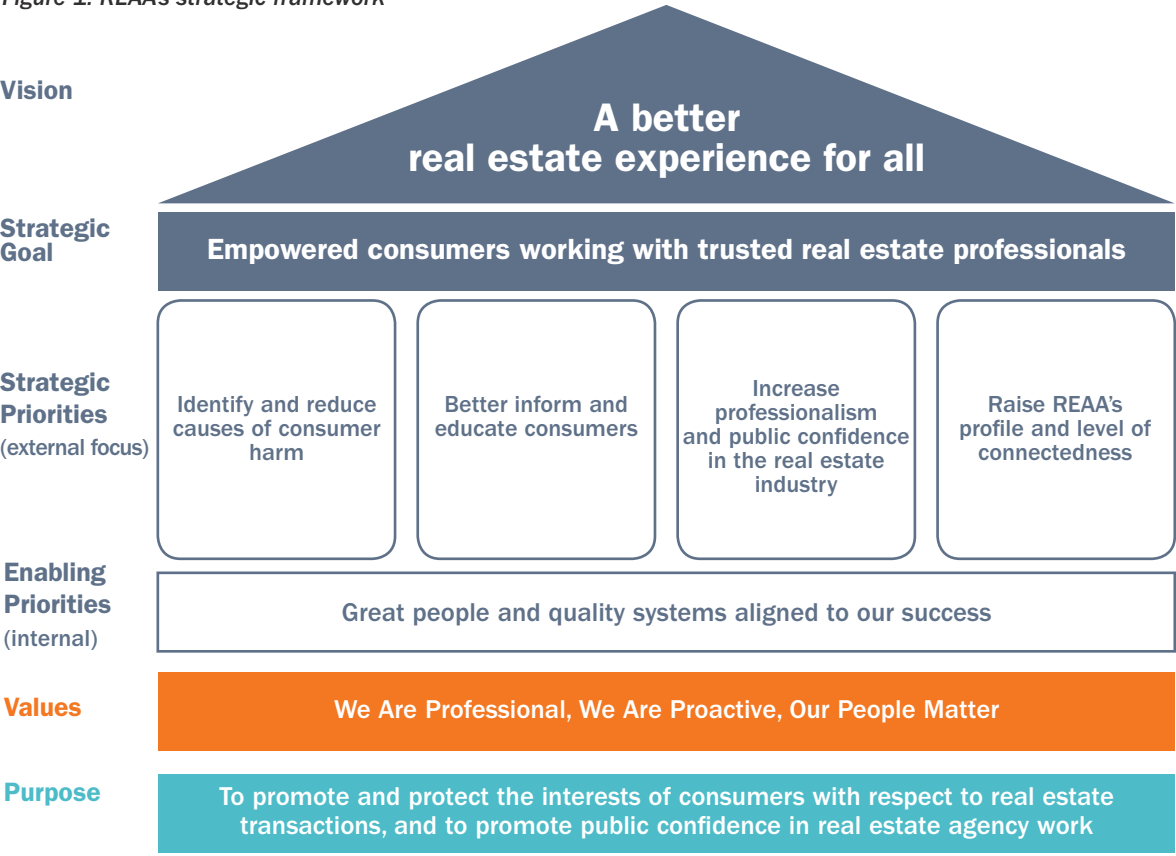 Figure 1: REAA's strategic framework
Vision
A better
real estate experience for all
Strategic
Goal
Empowered consumers working with trusted real estate professionals
Strategic
Priorities
(external focus)
Identify and reduce
causes of consumer
harm
Better inform and
educate consumers
Increase
professionalism
and public confidence
in the real estate
industry
Raise REAA's
profile and level of
connectedness
Enabling
Priorities
(internal)
Great people and quality systems aligned to our success
Values
We Are Professional, We Are Proactive, Our People Matter
Purpose
To promote and protect the interests of consumers with respect to real estate
transactions, and to promote public confidence in real estate agency work